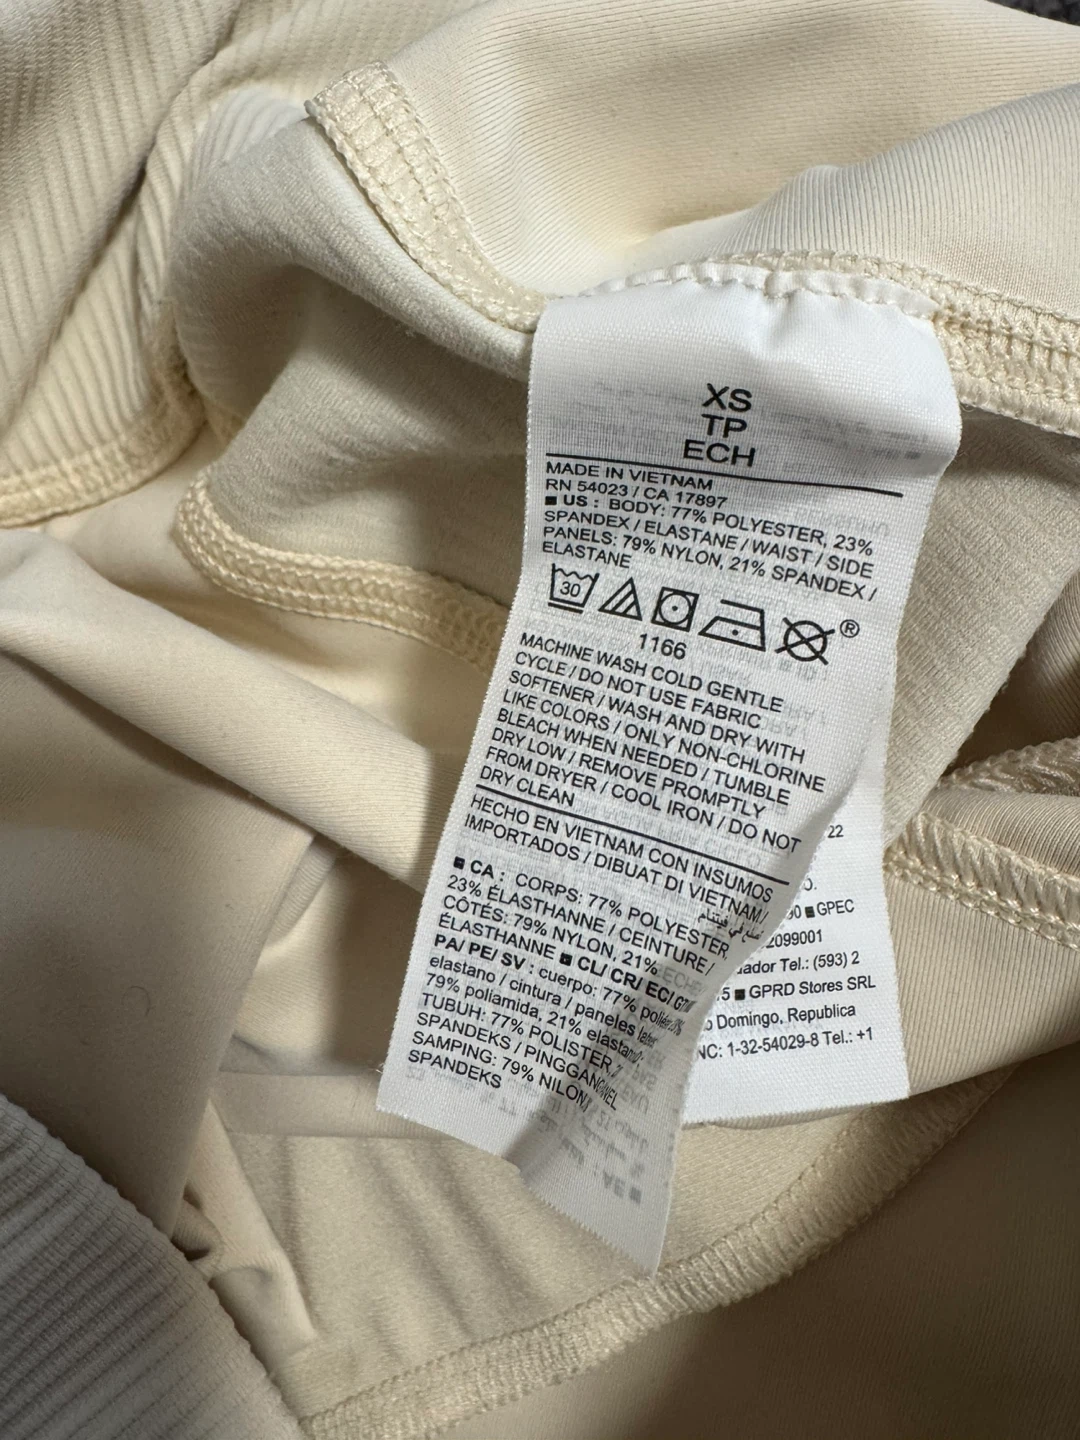 XS
TP
ECH
MADE IN VIETNAM
RN 54023 / CA 17897
■ US : BODY: 77% POLYESTER, 23%
SPANDEX / ELASTANE / WAIST / SIDE
PANELS: 79% NYLON, 21% SPANDEX /
ELASTANE
30
®
1166
MACHINE WASH COLD GENTLE
CYCLE / DO NOT USE FABRIC
SOFTENER / WASH AND DRY WITH
LIKE COLORS / ONLY NON-CHLORINE
BLEACH WHEN NEEDED / TUMBLE
DRY LOW / REMOVE PROMPTLY
FROM DRYER / COOL IRON / DO NOT
DRY CLEAN
HECHO EN VIETNAM CON INSUMOS
IMPORTADOS / DIBUAT DI VIETNAM /
■ CA : CORPS: 77% POLYESTER,
23% ÉLASTHANNE / CEINTURE /
CÔTÉS: 79% NYLON, 21%
ÉLASTHANNE ■ CL/ CR/ EC/ GT/
PA/ PE/ SV : cuerpo: 77%
elastano / cintura / paneles
79% poliamida, 21%
TUBUH: 77% POLISTER,
SPANDEKS /
SAMPING: 79% NILON
SPANDEKS
22
■ GPEC
2099001
Tel.: (593) 2
■ GPRD Stores SRL
Domingo, Republica
1-32-54029-8 Tel.: +1